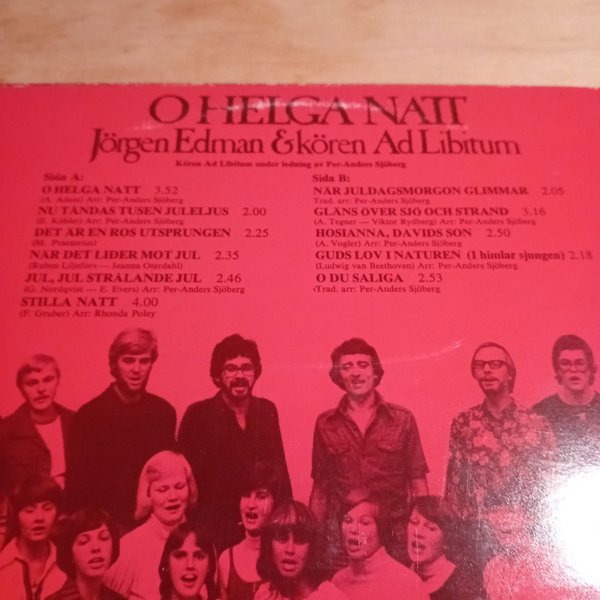 O HELGA NATT
Jörgen Edman & kören Ad Libitum
Kören Ad Libitum under ledning av Per-Anders Sjöberg
Sida A:
O HELGA NATT 3.52
(A. Adam) Arr: Per-Anders Sjöberg
NU TÄNDAS TUSEN JULELJUS 2.00
(E. Köhler) Arr: Per-Anders Sjöberg
DET ÄR EN ROS UTSPRUNGEN 2.25
(M. Praetorius)
NÄR DET LIDER MOT JUL 2.35
(Ruben Liljefors — Jeanna Oterdahl)
JUL, JUL, STRÅLANDE JUL 2.46
(G. Nordqvist — E. Evers) Arr: Per-Anders Sjöberg
STILLA NATT 4.00
(F. Gruber) Arr: Rhonda Poley
Sida B:
NÄR JULDAGSMORGON GLIMMAR 2.05
Trad. arr: Per-Anders Sjöberg
GLÄNS ÖVER SJÖ OCH STRAND 3.16
(A. Tegner — Viktor Rydberg) Arr: Per-Anders Sjöberg
HOSIANNA, DAVIDS SON 2.50
(A. Vogler) Arr: Per-Anders Sjöberg
GUDS LOV I NATUREN (I himlar sjungen) 2.18
(Ludwig van Beethoven) Arr: Per-Anders Sjöberg
O DU SALIGA 2.53
Trad. arr: Per-Anders Sjöberg